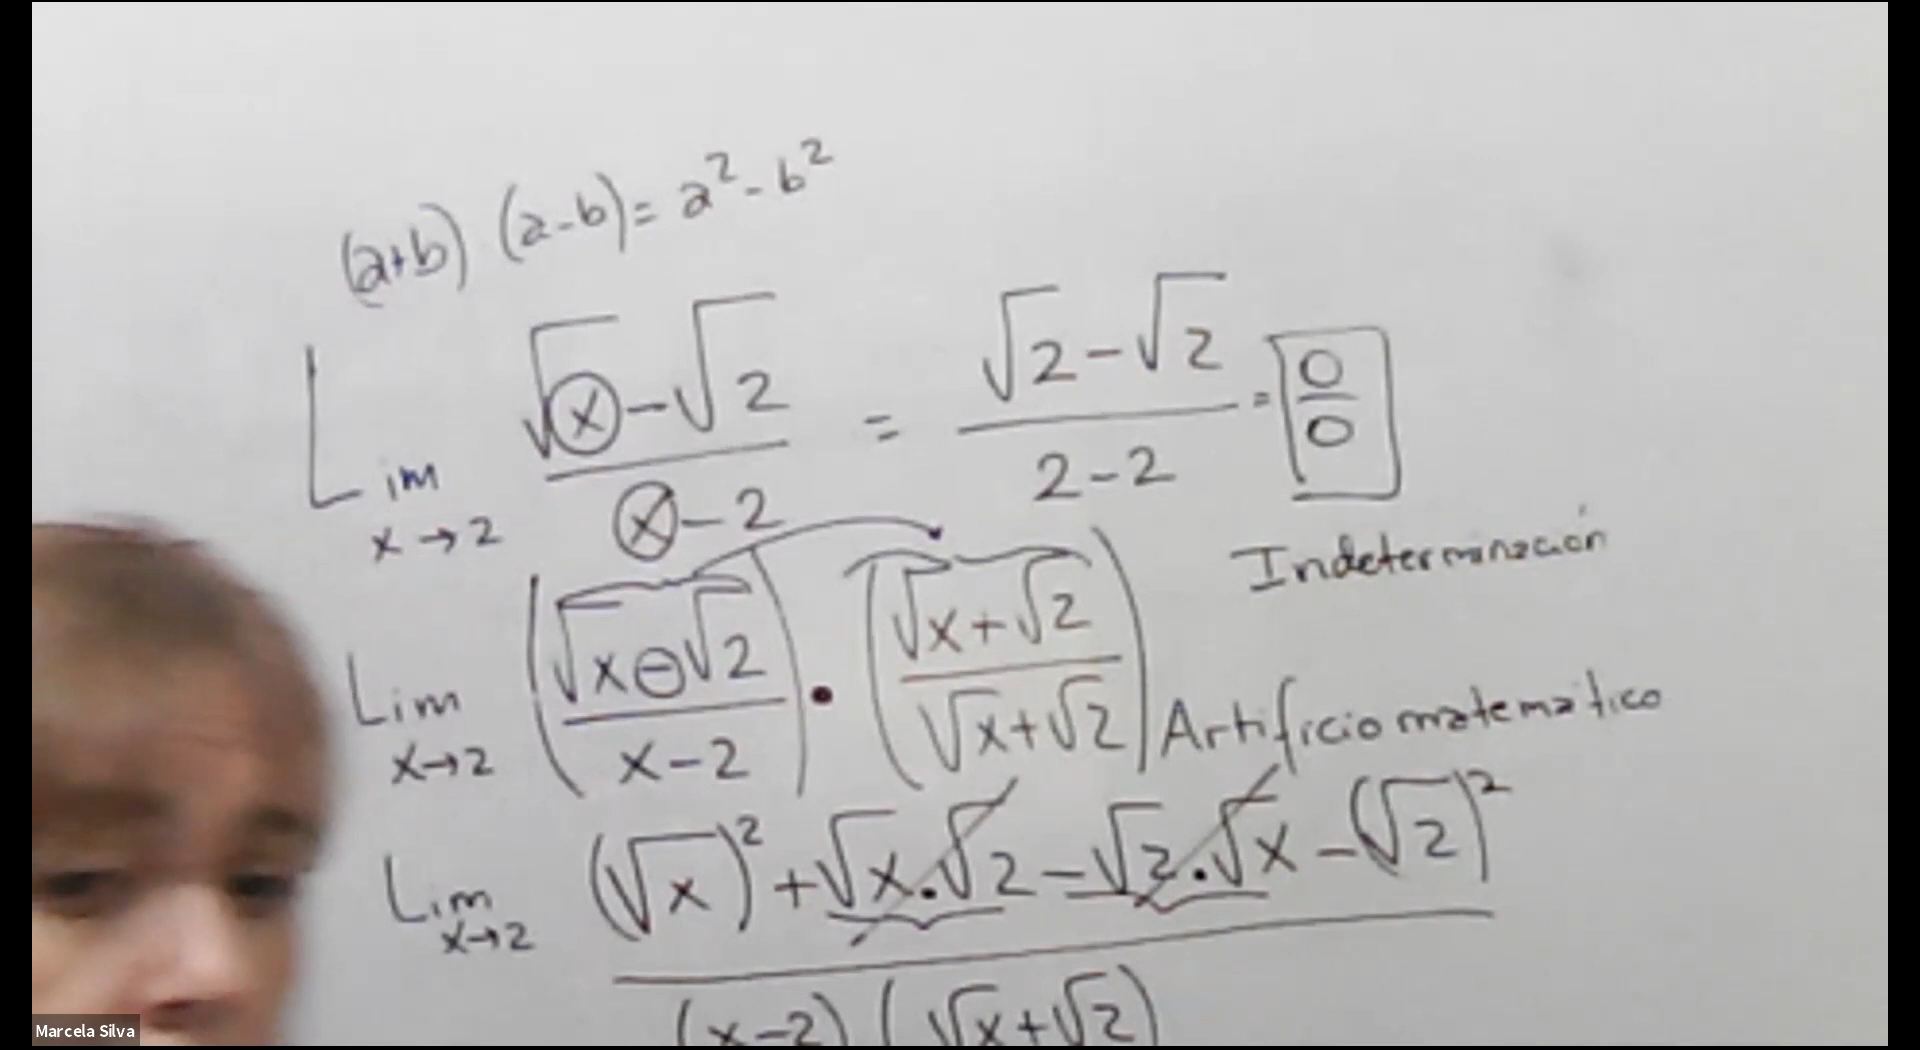 (a+b) (a-b) = a² - b²
Lim x→2 (√x - √2)/(x - 2) = (√2 - √2)/(2 - 2) = 0/0
Indeterminación
Lim x→2 ((√x - √2)/(x - 2)) • ((√x + √2)/(√x + √2)) Artificio matemático
Lim x→2 ((√x)² + √x . √2 - √2 . √x - (√2)²)/((x - 2) (√x + √2))
Marcela Silva